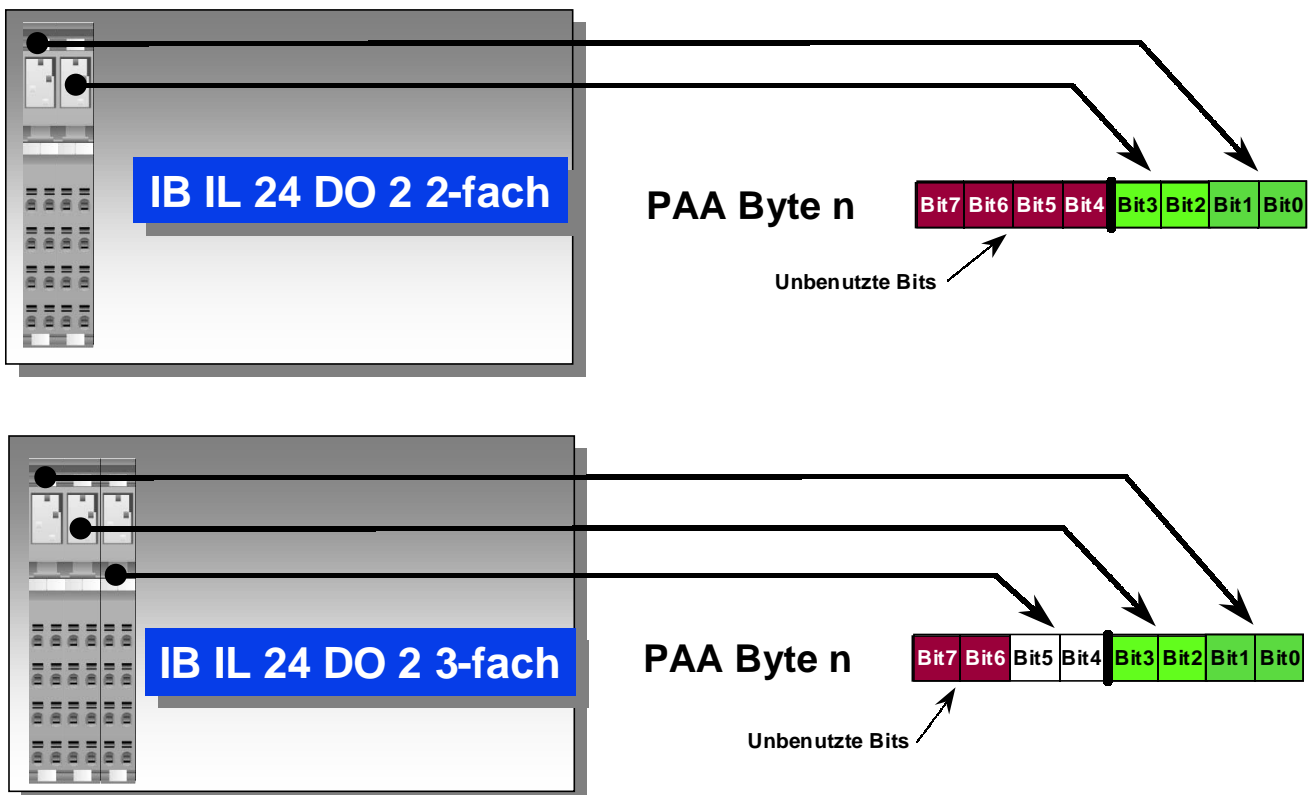 IB IL 24 DO 2 2-fach
PAA Byte n
Bit7 Bit6 Bit5 Bit4 Bit3 Bit2 Bit1 Bit0
Unbenutzte Bits
IB IL 24 DO 2 3-fach
PAA Byte n
Bit7 Bit6 Bit5 Bit4 Bit3 Bit2 Bit1 Bit0
Unbenutzte Bits